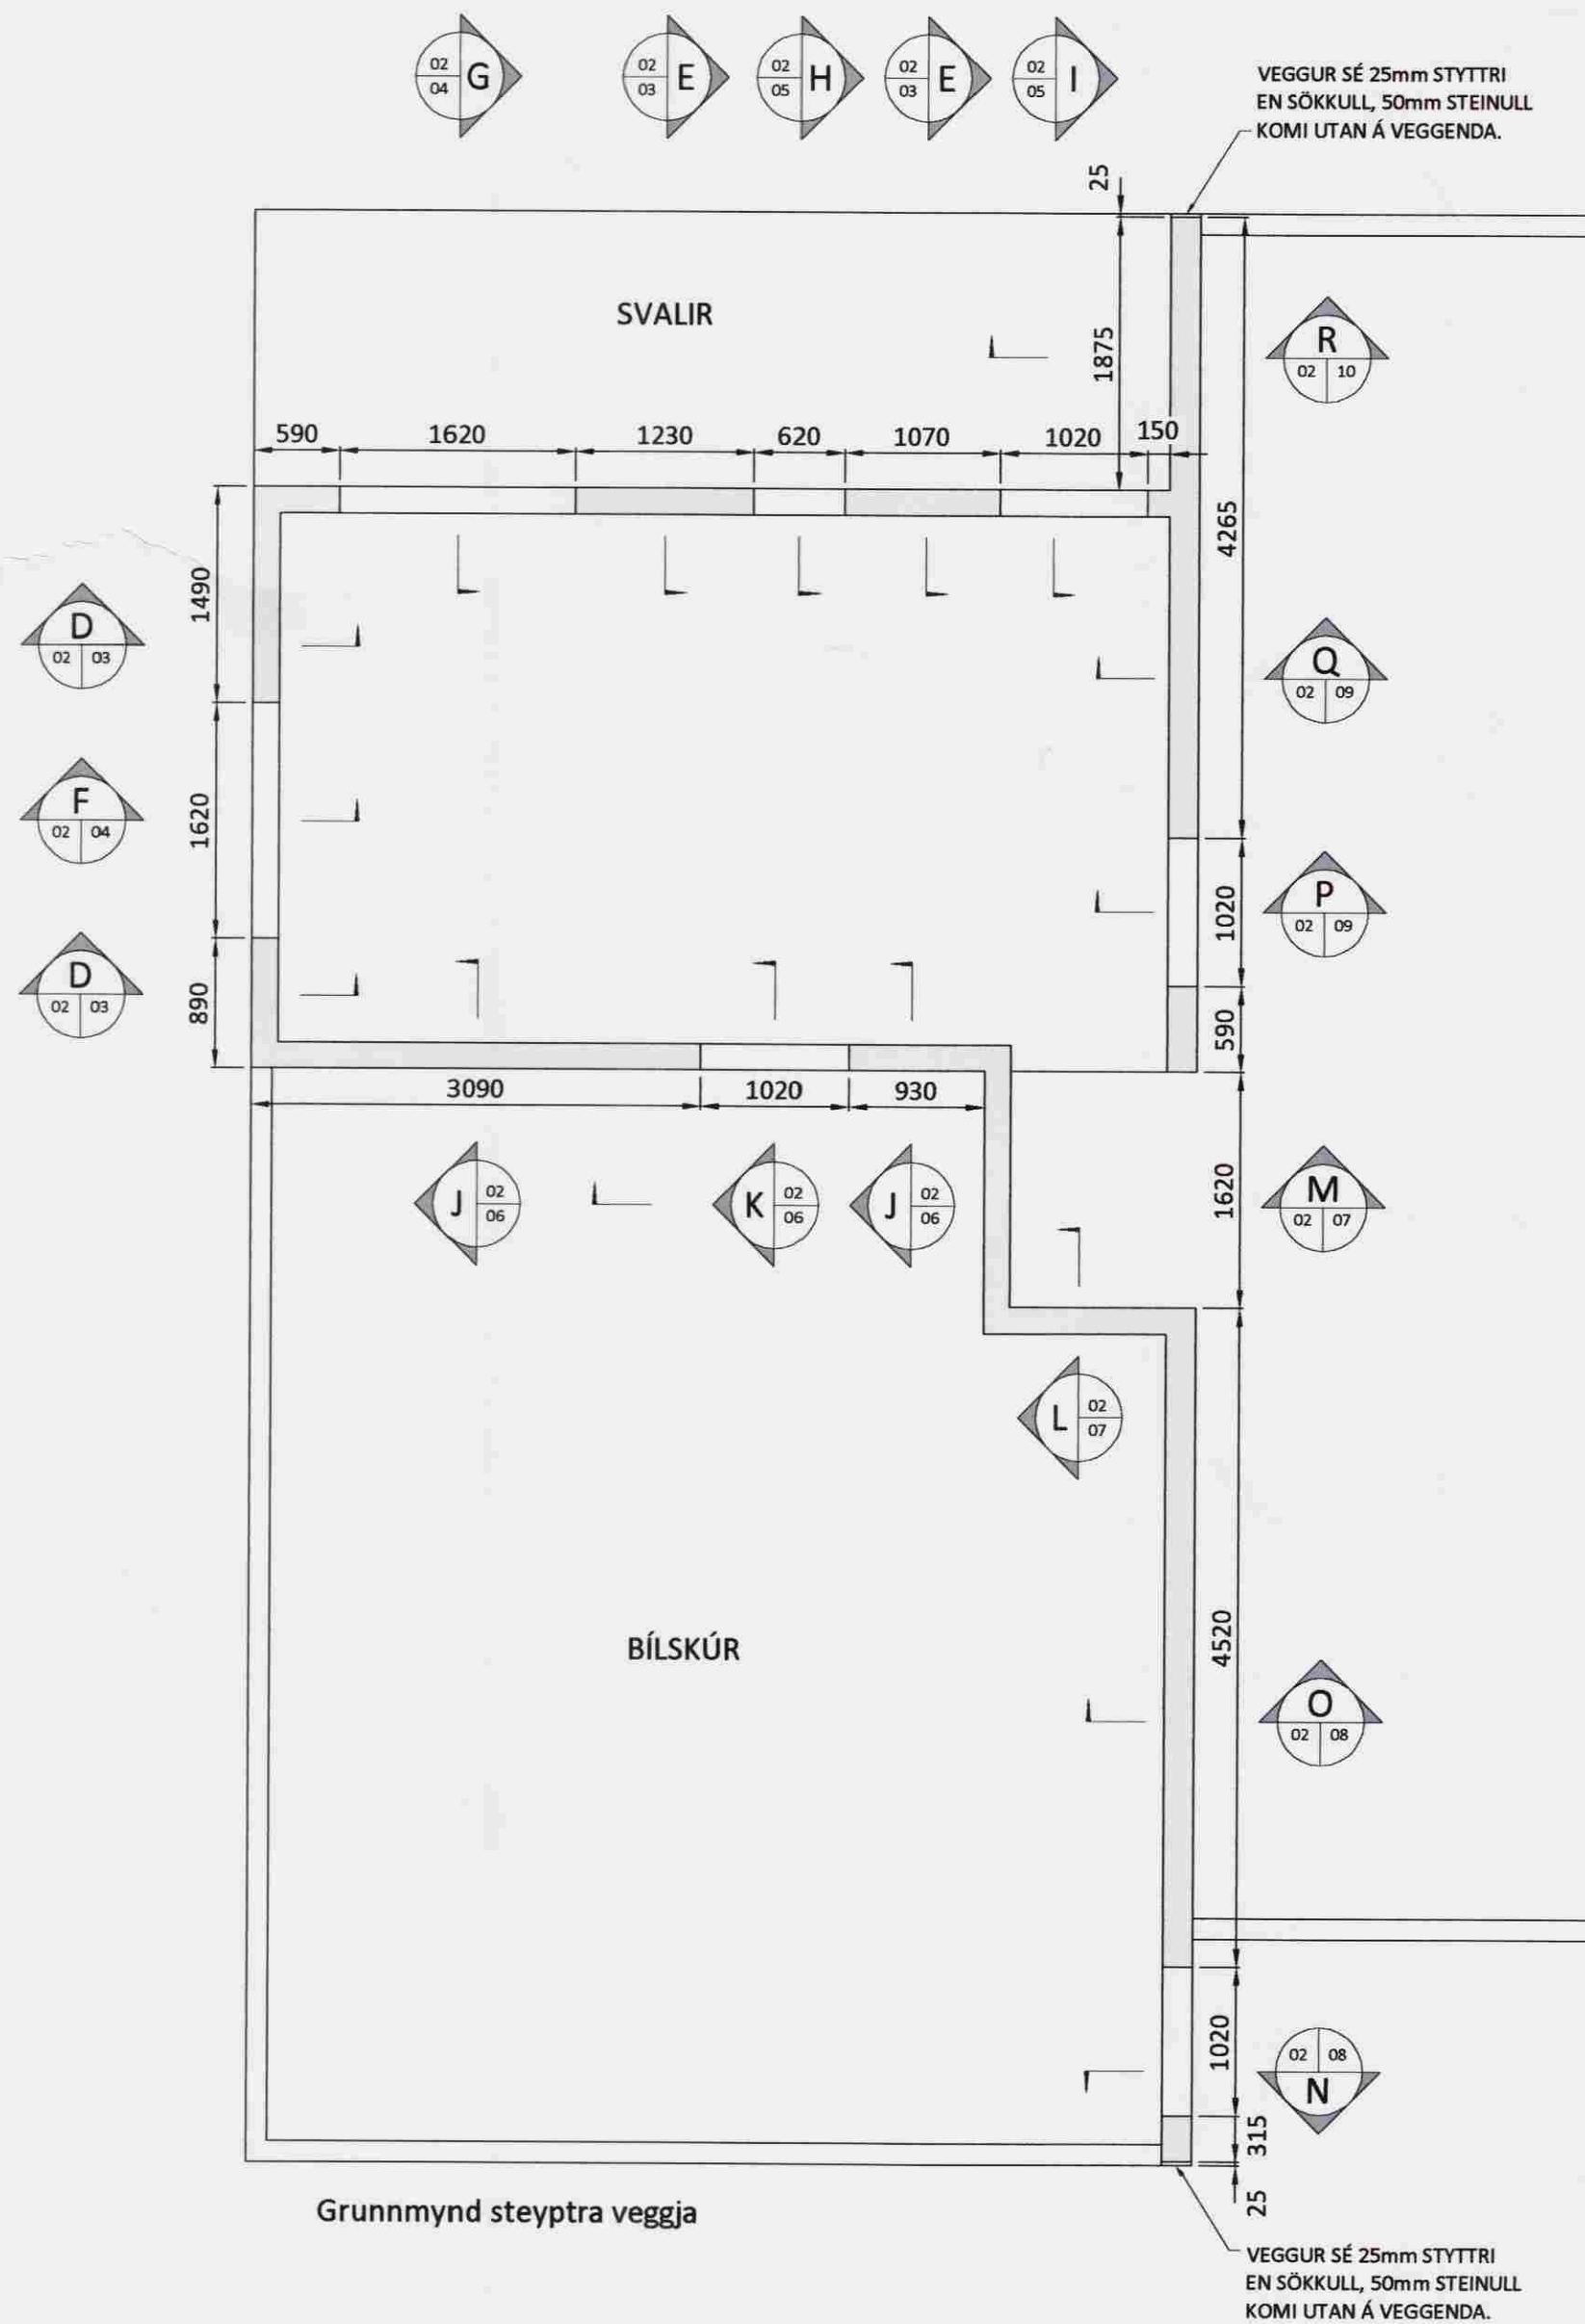 02
04
G
02
03
E
02
05
H
02
03
E
02
05
I
VEGGUR SÉ 25mm STYTTRI
EN SÖKKULL, 50mm STEINULL
KOMI UTAN Á VEGGENDA.
25
SVALIR
1875
R
02 10
590 1620 1230 620 1070 1020 150
4265
1490
D
02 03
Q
02 09
1620
F
02 04
1020
P
02 09
890
D
02 03
590
3090 1020 930
J
02
06
K
02
06
J
02
06
1620
M
02 07
L
02
07
BÍLSKÚR
4520
O
02 08
1020
02 08
N
315
25
Grunnmynd steyptra veggja
VEGGUR SÉ 25mm STYTTRI
EN SÖKKULL, 50mm STEINULL
KOMI UTAN Á VEGGENDA.